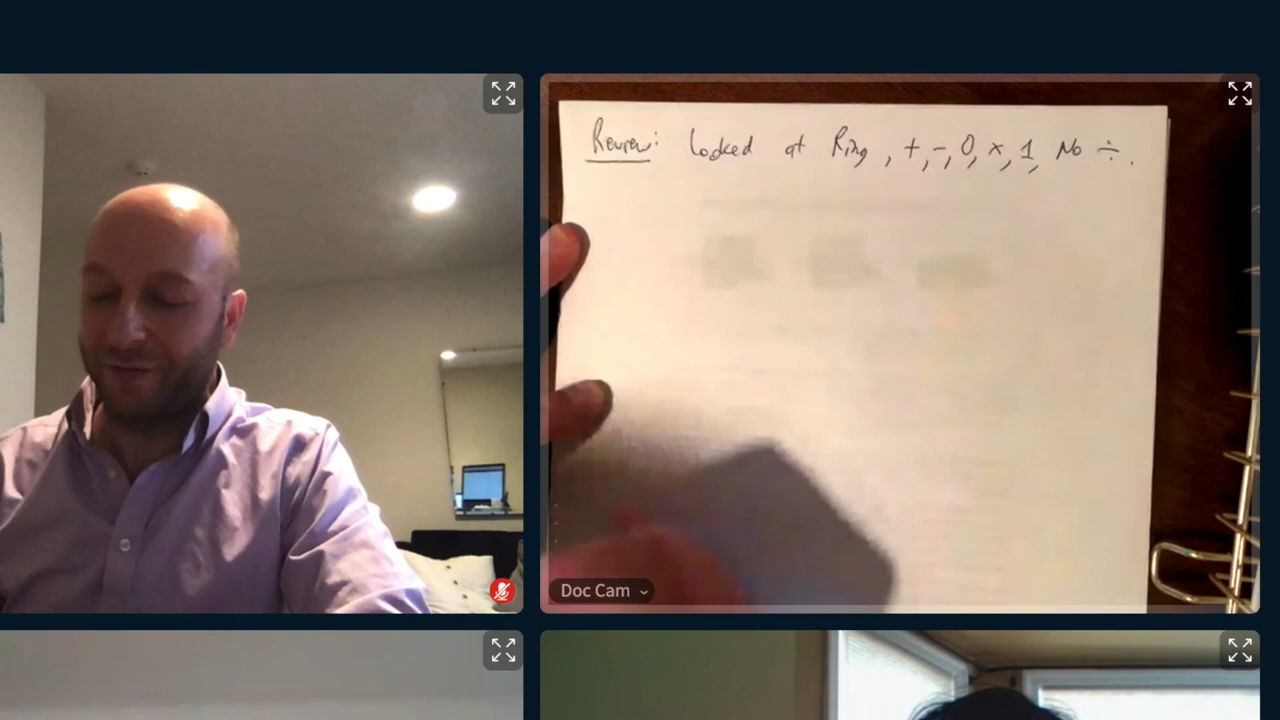 Review: Looked at Ring, +, -, 0, ×, 1, No ÷.
Doc Cam